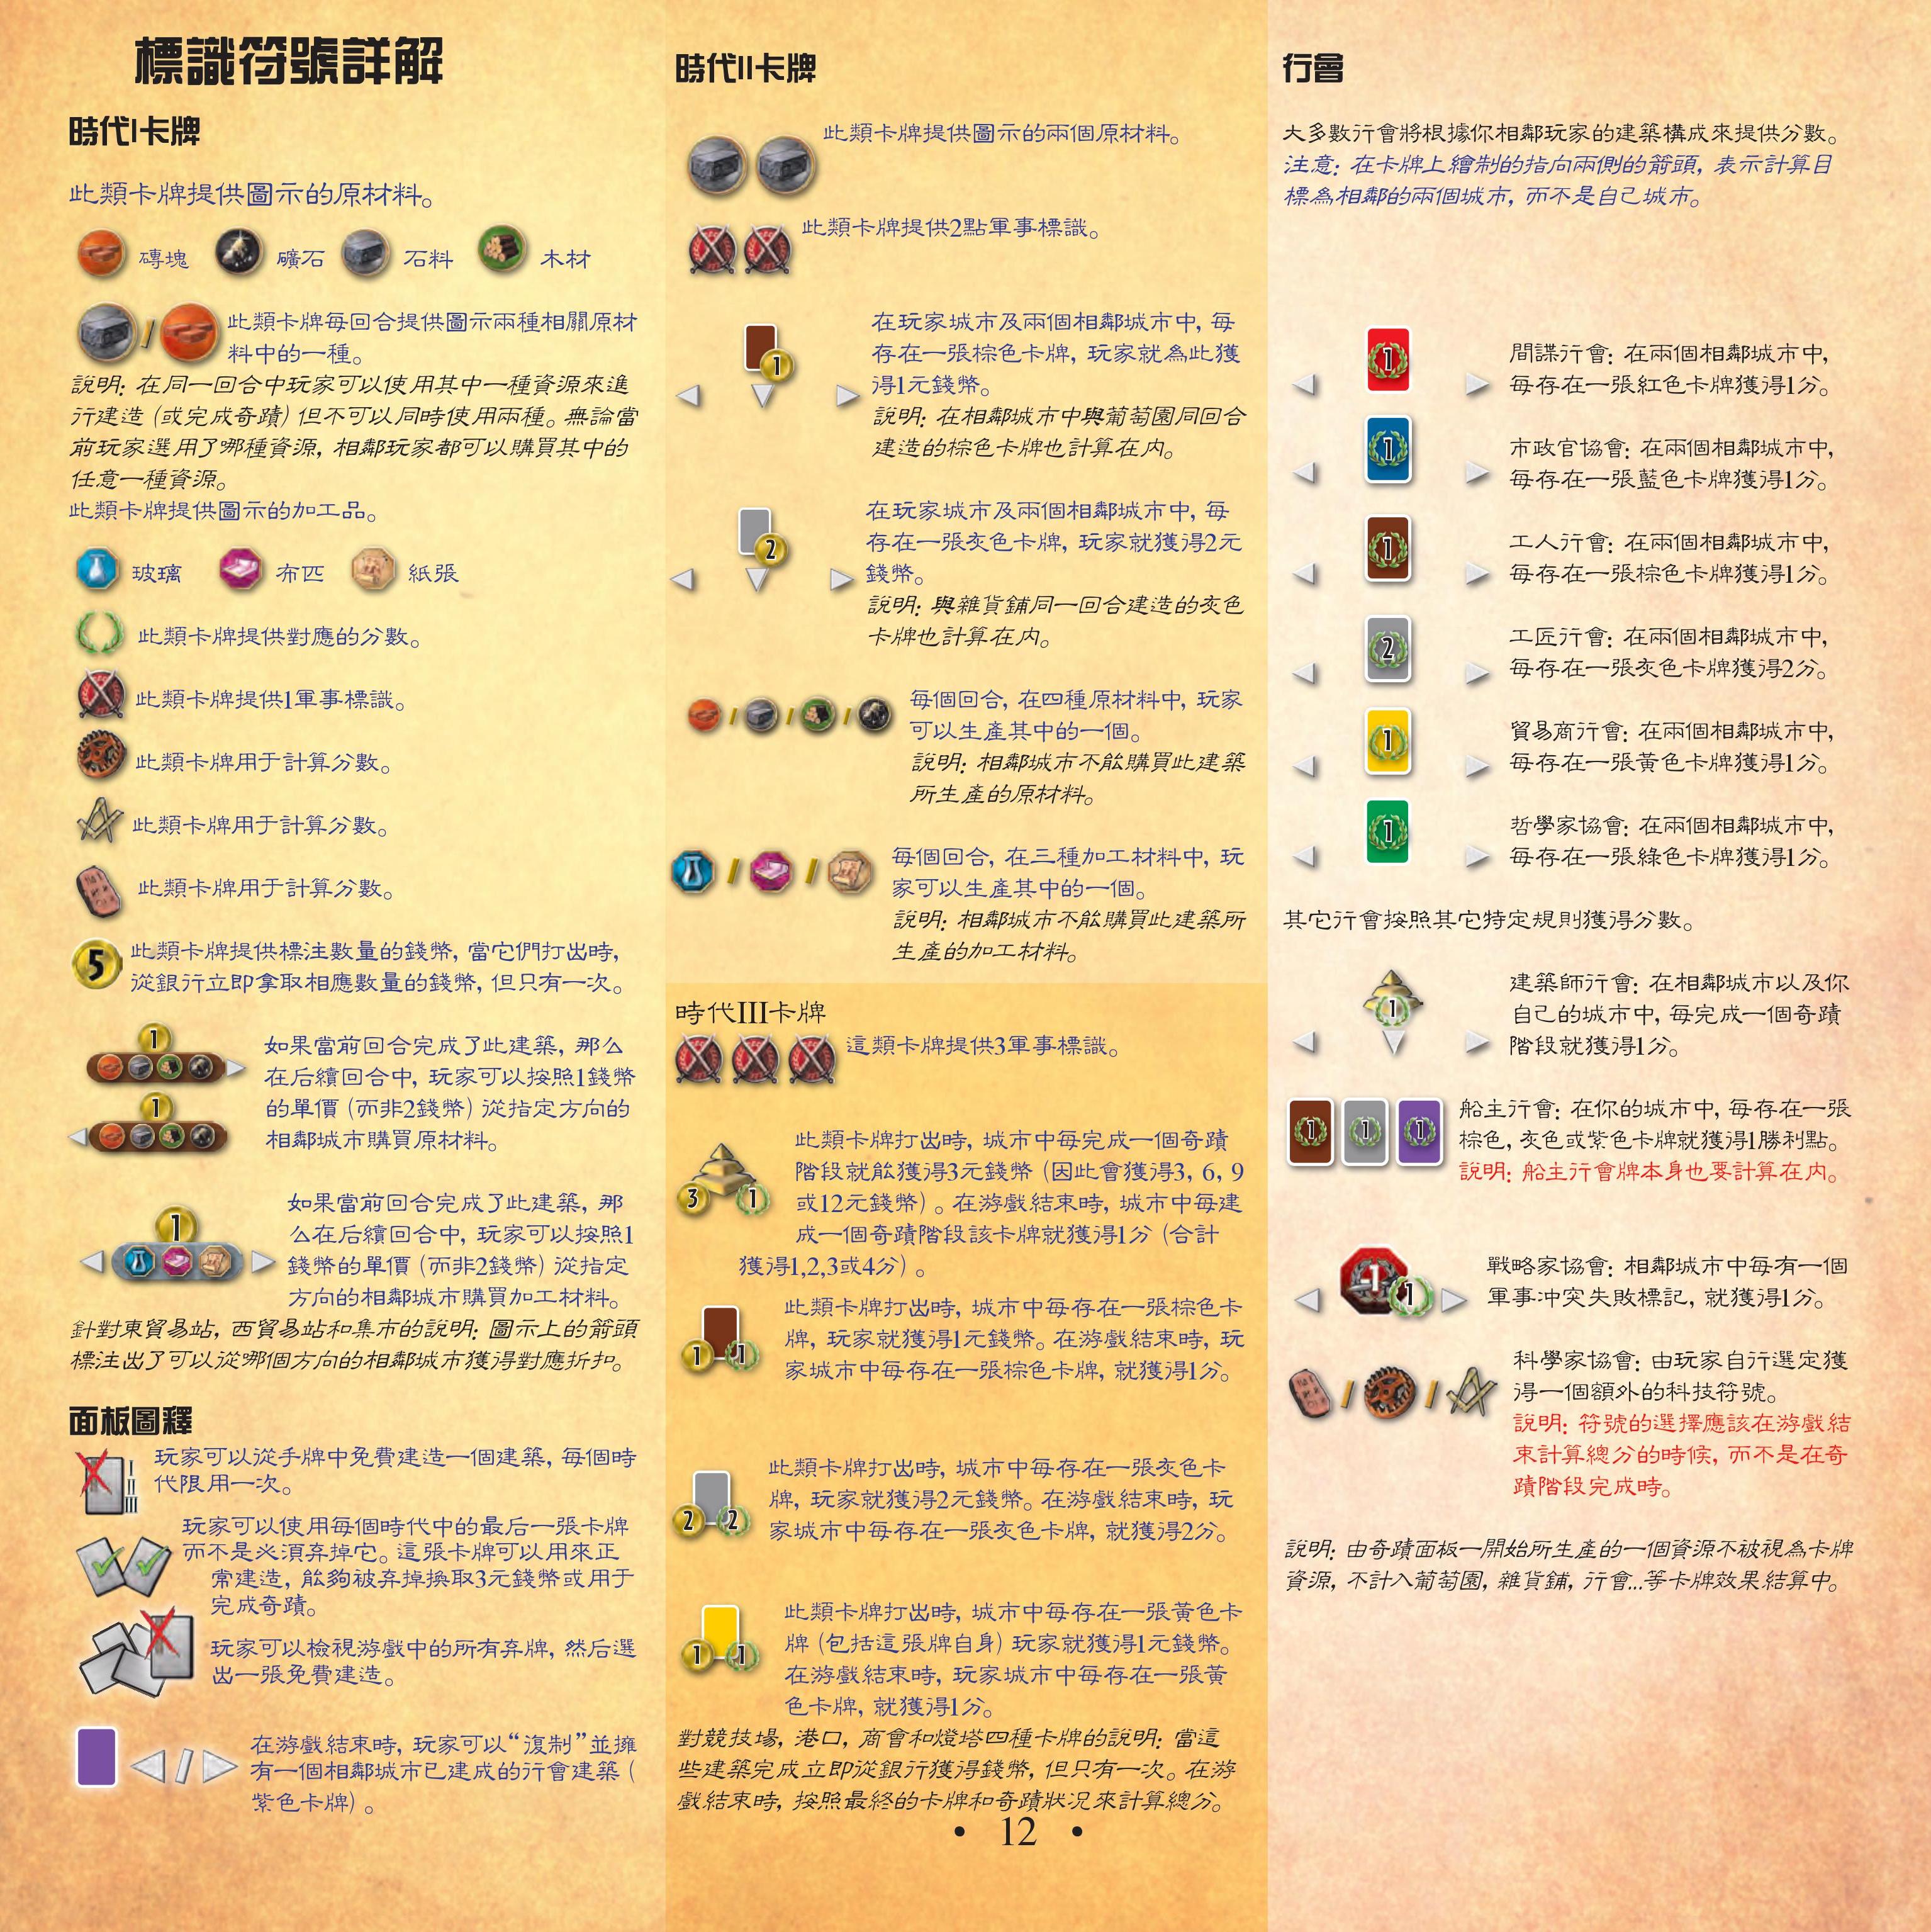 標識符號詳解
時代I卡牌
此類卡牌提供圖示的原材料。
磚塊 礦石 石料 木材
此類卡牌每回合提供圖示兩種相關原材
料中的一種。
說明: 在同一回合中玩家可以使用其中一種資源來進
行建造 (或完成奇蹟) 但不可以同時使用兩種。無論當
前玩家選用了哪種資源, 相鄰玩家都可以購買其中的
任意一種資源。
此類卡牌提供圖示的加工品。
玻璃 布匹 紙張
此類卡牌提供對應的分數。
此類卡牌提供1軍事標識。
此類卡牌用于計算分數。
此類卡牌用于計算分數。
此類卡牌用于計算分數。
5
此類卡牌提供標注數量的錢幣, 當它們打出時,
從銀行立即拿取相應數量的錢幣, 但只有一次。
1
1
如果當前回合完成了此建築, 那么
在后續回合中, 玩家可以按照1錢幣
的單價 (而非2錢幣) 從指定方向的
相鄰城市購買原材料。
1
如果當前回合完成了此建築, 那
么在后續回合中, 玩家可以按照1
錢幣的單價 (而非2錢幣) 從指定
方向的相鄰城市購買加工材料。
針對東貿易站, 西貿易站和集市的說明: 圖示上的箭頭
標注出了可以從哪個方向的相鄰城市獲得對應折扣。
面板圖釋
I
II
III
玩家可以從手牌中免費建造一個建築, 每個時
代限用一次。
玩家可以使用每個時代中的最后一張卡牌
而不是必須弃掉它。這張卡牌可以用來正
常建造, 能夠被弃掉換取3元錢幣或用于
完成奇蹟。
玩家可以檢視游戲中的所有弃牌, 然后選
出一張免費建造。
在游戲結束時, 玩家可以“復制”並擁
有一個相鄰城市已建成的行會建築 (
紫色卡牌) 。
時代II卡牌
此類卡牌提供圖示的兩個原材料。
此類卡牌提供2點軍事標識。
1
在玩家城市及兩個相鄰城市中, 每
存在一張棕色卡牌, 玩家就為此獲
得1元錢幣。
說明: 在相鄰城市中與葡萄園同回合
建造的棕色卡牌也計算在内。
2
在玩家城市及兩個相鄰城市中, 每
存在一張灰色卡牌, 玩家就獲得2元
錢幣。
說明: 與雜貨鋪同一回合建造的灰色
卡牌也計算在内。
每個回合, 在四種原材料中, 玩家
可以生產其中的一個。
說明: 相鄰城市不能購買此建築
所生產的原材料。
每個回合, 在三種加工材料中, 玩
家可以生產其中的一個。
說明: 相鄰城市不能購買此建築所
生產的加工材料。
時代III卡牌
這類卡牌提供3軍事標識。
3 1
此類卡牌打出時, 城市中每完成一個奇蹟
階段就能獲得3元錢幣 (因此會獲得3, 6, 9
或12元錢幣) 。在游戲結束時, 城市中每建
成一個奇蹟階段該卡牌就獲得1分 (合計
獲得1,2,3或4分) 。
1 1
此類卡牌打出時, 城市中每存在一張棕色卡
牌, 玩家就獲得1元錢幣。在游戲結束時, 玩
家城市中每存在一張棕色卡牌, 就獲得1分。
2 2
此類卡牌打出時, 城市中每存在一張灰色卡
牌, 玩家就獲得2元錢幣。在游戲結束時, 玩
家城市中每存在一張灰色卡牌, 就獲得2分。
1 1
此類卡牌打出時, 城市中每存在一張黃色卡
牌 (包括這張牌自身) 玩家就獲得1元錢幣。
在游戲結束時, 玩家城市中每存在一張黃
色卡牌, 就獲得1分。
對競技場, 港口, 商會和燈塔四種卡牌的說明: 當這
些建築完成立即從銀行獲得錢幣, 但只有一次。在游
戲結束時, 按照最終的卡牌和奇蹟狀况來計算總分。
• 12 •
行會
大多數行會將根據你相鄰玩家的建築構成來提供分數。
注意: 在卡牌上繪制的指向兩側的箭頭, 表示計算目
標為相鄰的兩個城市, 而不是自己城市。
1
間諜行會: 在兩個相鄰城市中,
每存在一張紅色卡牌獲得1分。
1
市政官協會: 在兩個相鄰城市中,
每存在一張藍色卡牌獲得1分。
1
工人行會: 在兩個相鄰城市中,
每存在一張棕色卡牌獲得1分。
2
工匠行會: 在兩個相鄰城市中,
每存在一張灰色卡牌獲得2分。
1
貿易商行會: 在兩個相鄰城市中,
每存在一張黃色卡牌獲得1分。
1
哲學家協會: 在兩個相鄰城市中,
每存在一張綠色卡牌獲得1分。
其它行會按照其它特定規則獲得分數。
1
建築師行會: 在相鄰城市以及你
自己的城市中, 每完成一個奇蹟
階段就獲得1分。
1 1 1
船主行會: 在你的城市中, 每存在一張
棕色, 灰色或紫色卡牌就獲得1勝利點。
說明: 船主行會牌本身也要計算在内。
-1 1
戰略家協會: 相鄰城市中每有一個
軍事冲突失敗標記, 就獲得1分。
科學家協會: 由玩家自行選定獲
得一個額外的科技符號。
說明: 符號的選擇應該在游戲結
束計算總分的時候, 而不是在奇
蹟階段完成時。
說明: 由奇蹟面板一開始所生產的一個資源不被視為卡牌
資源, 不計入葡萄園, 雜貨鋪, 行會...等卡牌效果結算中。